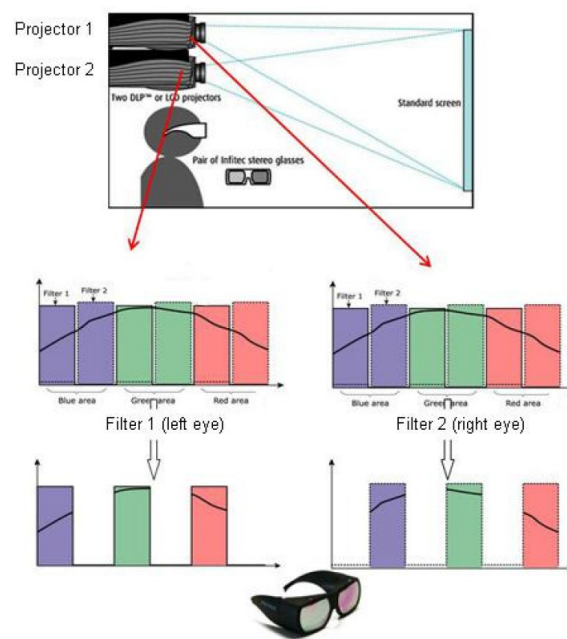 Projector 1
Projector 2
Two DLP™ or LCD projectors
Standard screen
Pair of Infitec stereo glasses
Filter 1
Filter 2
Filter 1
Filter 2
Blue area
Green area
Red area
Blue area
Green area
Red area
Filter 1 (left eye)
Filter 2 (right eye)